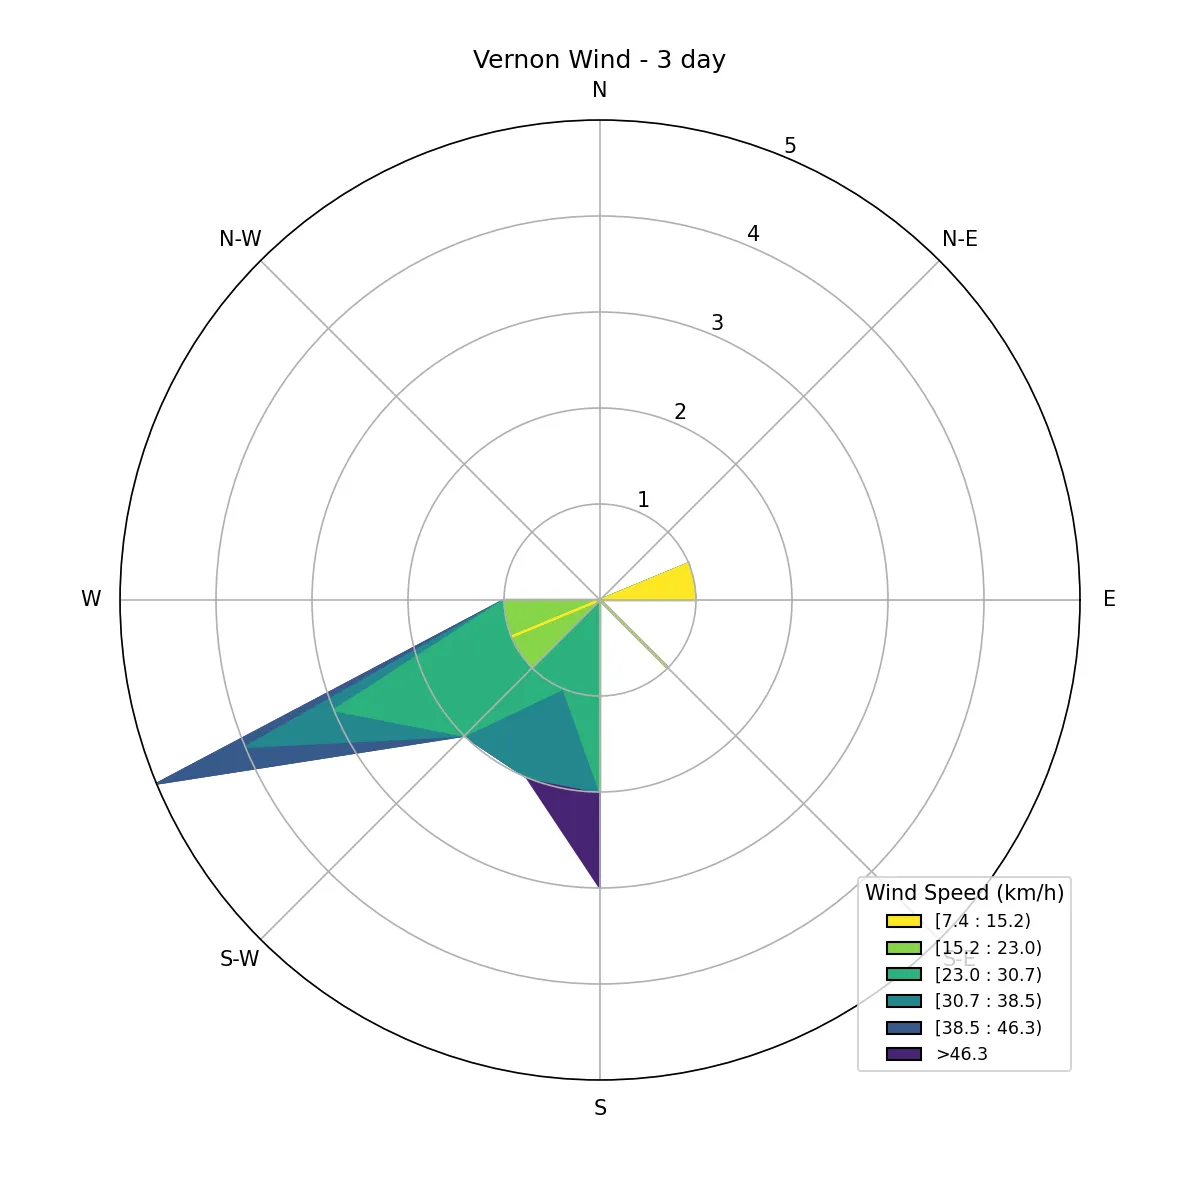 Vernon Wind - 3 day
N
5
N-W
4
N-E
3
2
1
W
E
S-W
S-E
S
Wind Speed (km/h)
[7.4 : 15.2)
[15.2 : 23.0)
[23.0 : 30.7)
[30.7 : 38.5)
[38.5 : 46.3)
>46.3